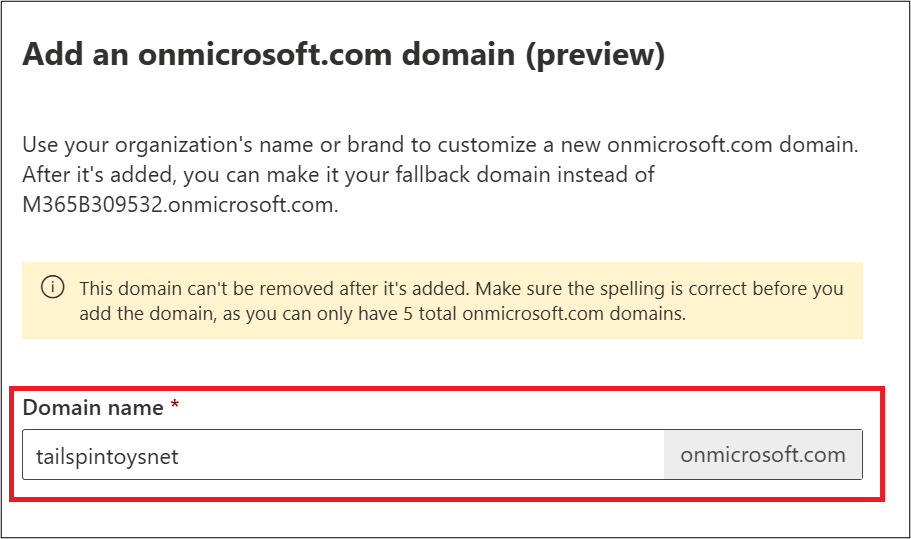 Add an onmicrosoft.com domain (preview)
Use your organization's name or brand to customize a new onmicrosoft.com domain.
After it's added, you can make it your fallback domain instead of
M365B309532.onmicrosoft.com.
This domain can't be removed after it's added. Make sure the spelling is correct before you
add the domain, as you can only have 5 total onmicrosoft.com domains.
Domain name *
tailspintoysnet onmicrosoft.com